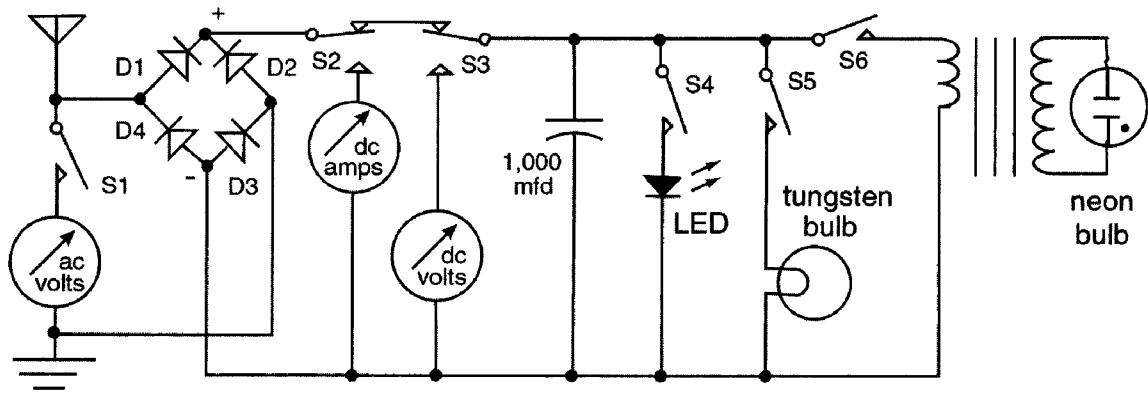 +
D1
D2
D4
D3
-
S1
S2
S3
S4
S5
S6
ac
volts
dc
amps
dc
volts
1,000
mfd
LED
tungsten
bulb
neon
bulb